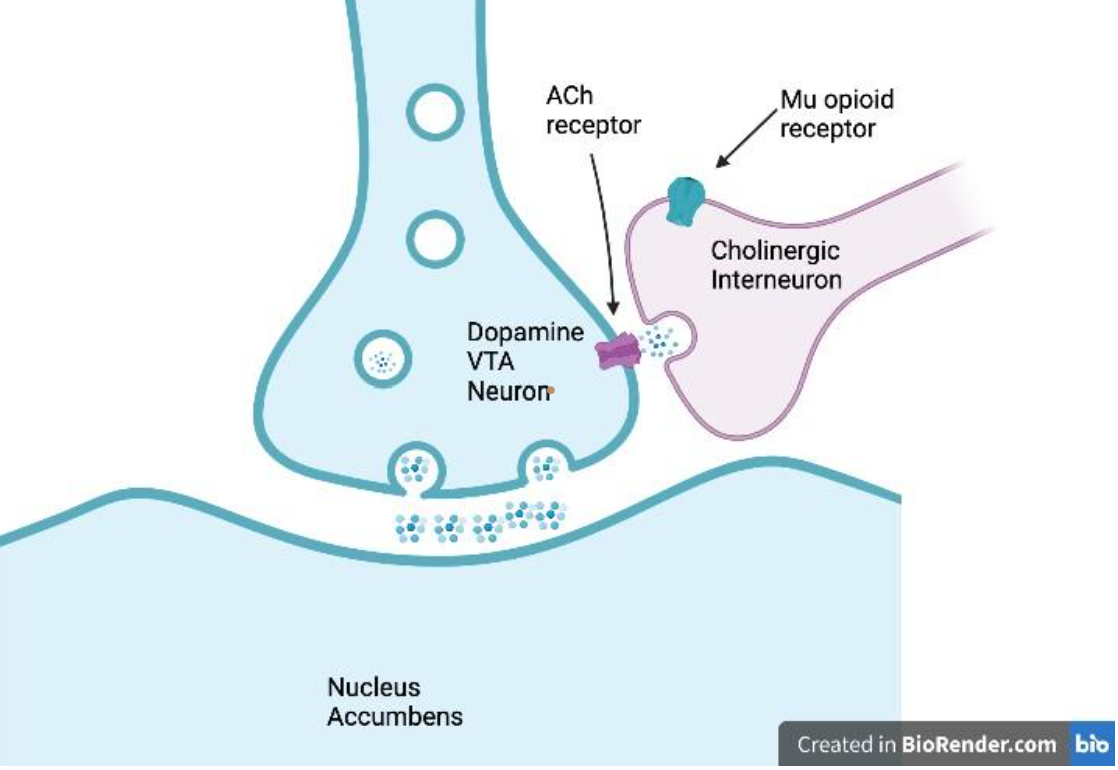 ACh
receptor
Mu opioid
receptor
Cholinergic
Interneuron
Dopamine
VTA
Neuron
Nucleus
Accumbens
Created in BioRender.com bio